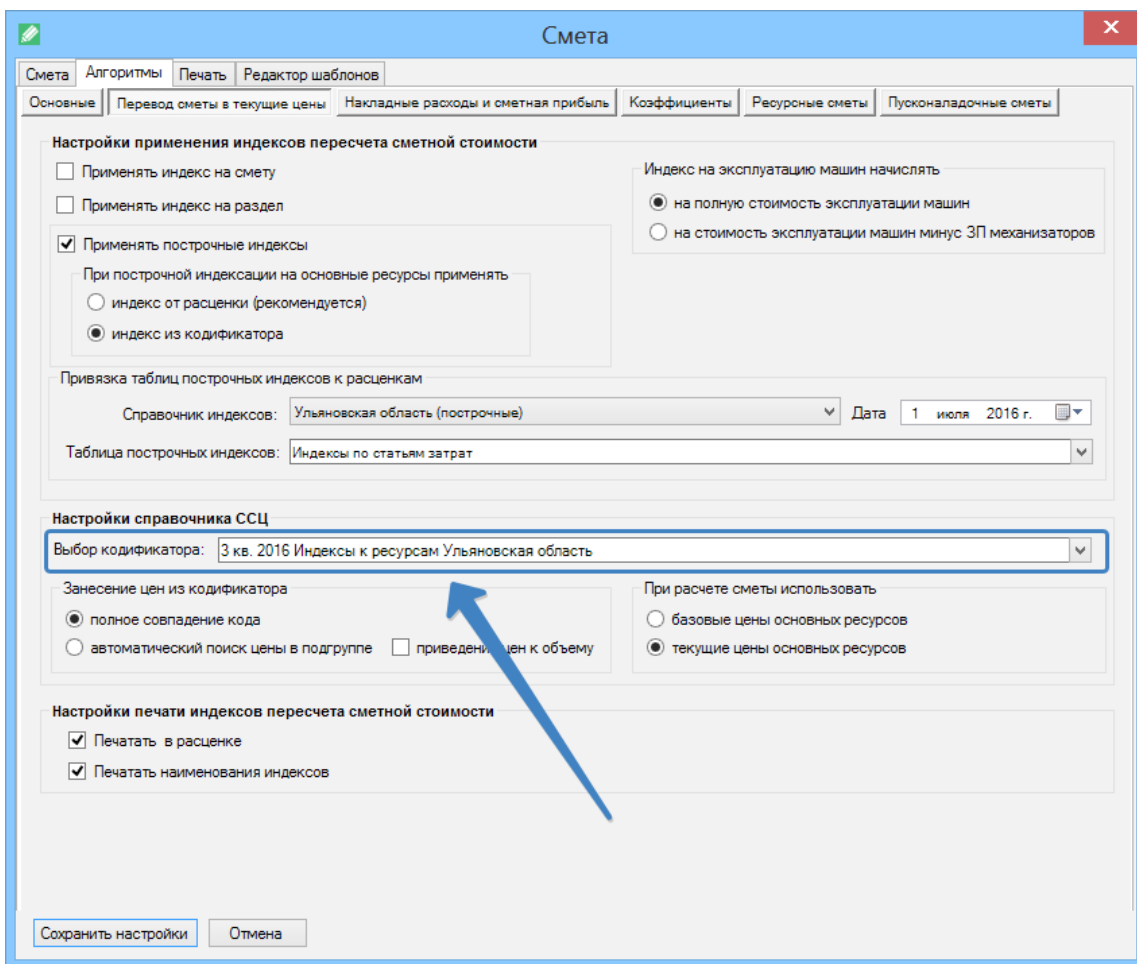 Смета
Смета Алгоритмы Печать Редактор шаблонов
Основные Перевод сметы в текущие цены Накладные расходы и сметная прибыль Коэффициенты Ресурсные сметы Пусконаладочные сметы
Настройки применения индексов пересчета сметной стоимости
Применять индекс на смету
Применять индекс на раздел
Применять построчные индексы
При построчной индексации на основные ресурсы применять
индекс от расценки (рекомендуется)
индекс из кодификатора
Индекс на эксплуатацию машин начислять
на полную стоимость эксплуатации машин
на стоимость эксплуатации машин минус ЗП механизаторов
Привязка таблиц построчных индексов к расценкам
Справочник индексов: Ульяновская область (построчные) Дата 1 июля 2016 г.
Таблица построчных индексов: Индексы по статьям затрат
Настройки справочника ССЦ
Выбор кодификатора: 3 кв. 2016 Индексы к ресурсам Ульяновская область
Занесение цен из кодификатора
полное совпадение кода
автоматический поиск цены в подгруппе приведение цен к объему
При расчете сметы использовать
базовые цены основных ресурсов
текущие цены основных ресурсов
Настройки печати индексов пересчета сметной стоимости
Печатать в расценке
Печатать наименования индексов
Сохранить настройки Отмена